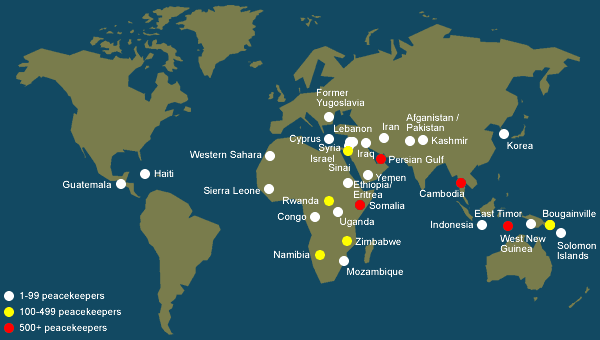 Former
Yugoslavia
Afganistan /
Pakistan
Lebanon
Iran
Cyprus
Kashmir
Syria
Korea
Israel
Iraq
Western Sahara
Persian Gulf
Sinai
Haiti
Yemen
Guatemala
Ethiopia/
Eritrea
Sierra Leone
Cambodia
Rwanda
Somalia
Congo
Uganda
East Timor
Bougainville
Indonesia
West New
Guinea
Zimbabwe
Solomon
Islands
Namibia
Mozambique
1-99 peacekeepers
100-499 peacekeepers
500+ peacekeepers